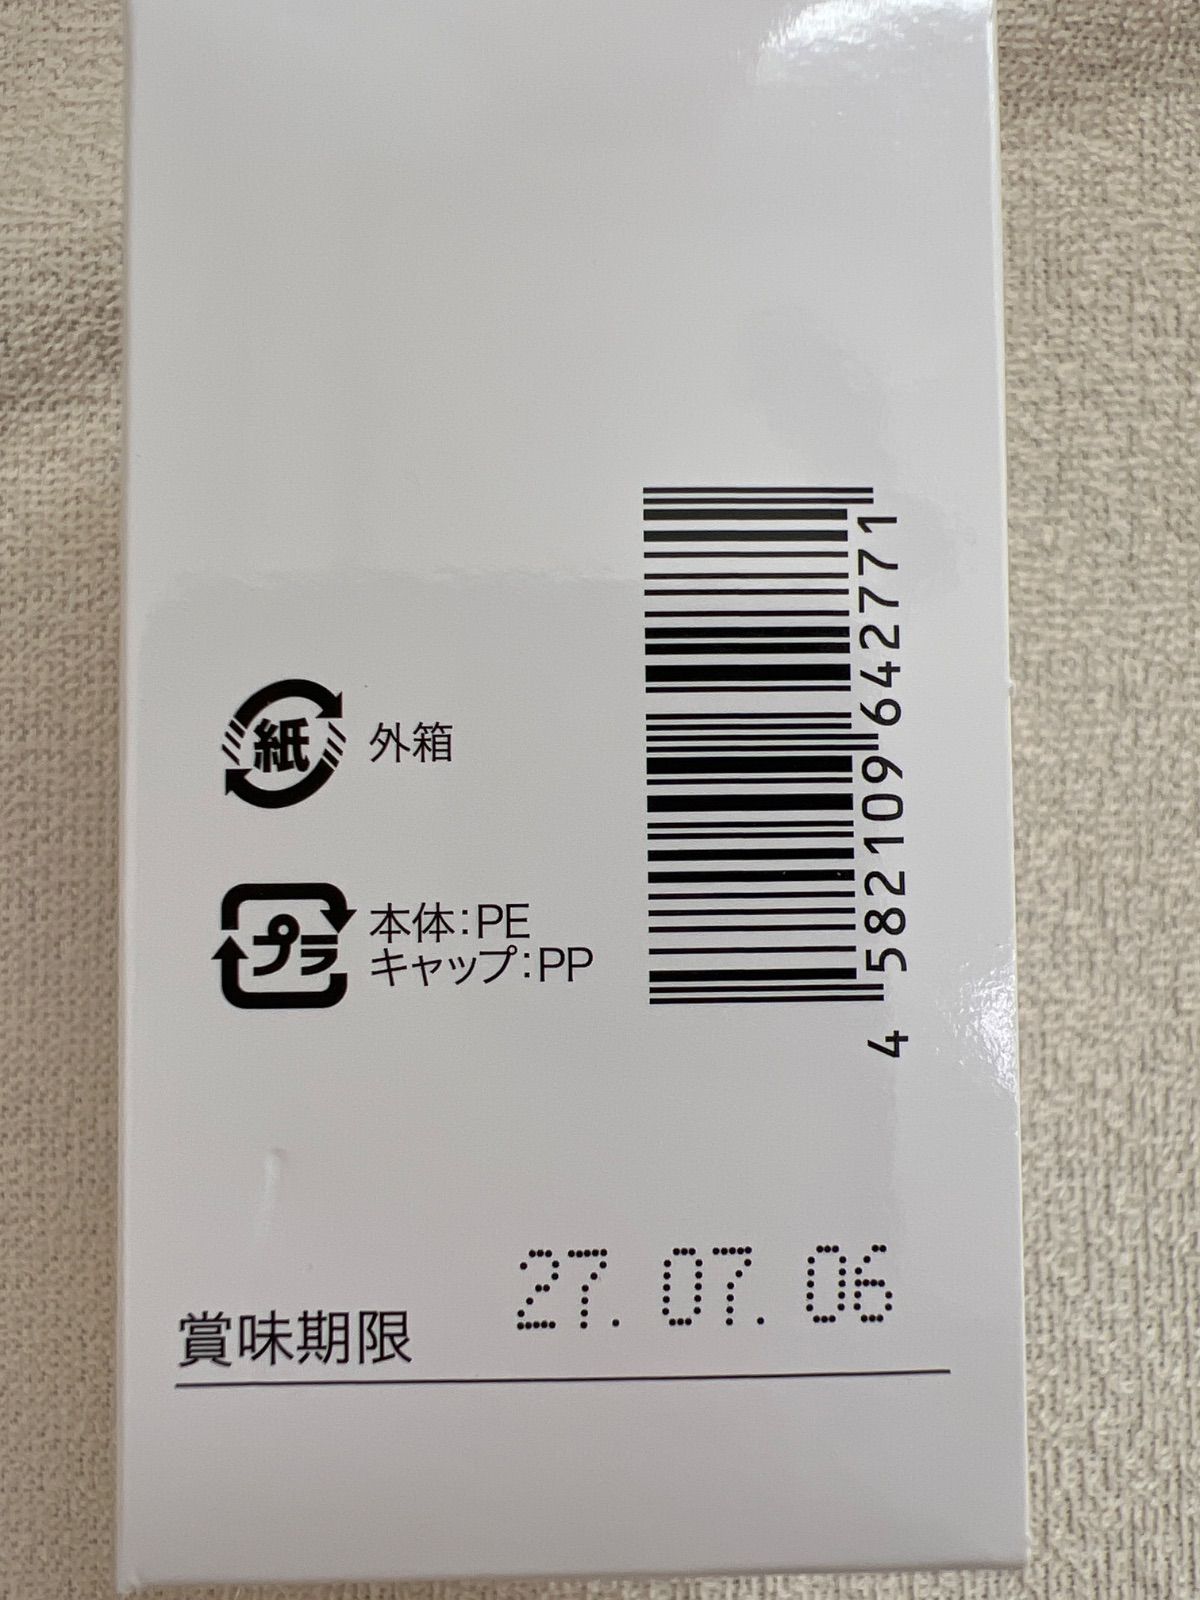 4 582109 642771
紙 外箱
プラ 本体:PE
キャップ:PP
賞味期限 27.07.06